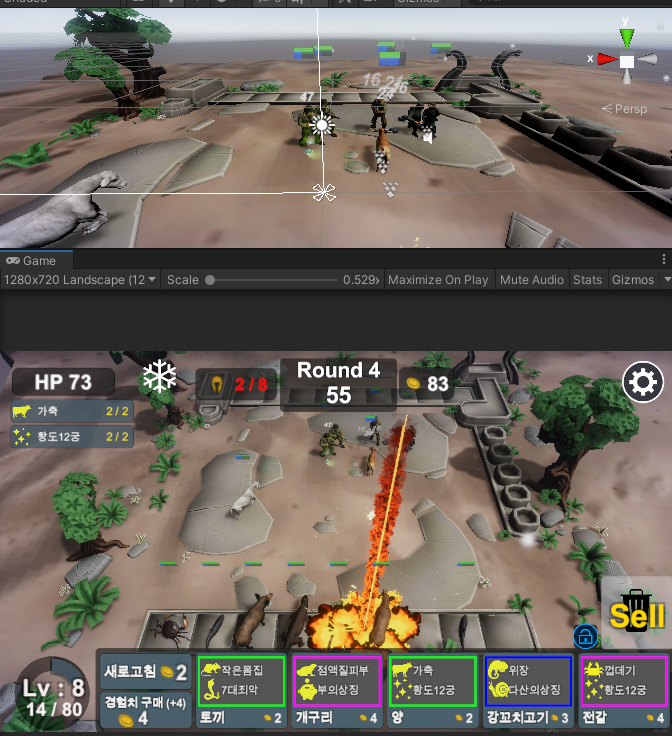 Gizmos
y
x
< Persp
47
16
Game
1280x720 Landscape (12
Scale
0.529x
Maximize On Play
Mute Audio
Stats
Gizmos
HP 73
2/8
Round 4
55
83
가축 2/2
황도12궁 2/2
47
Sell
Lv : 8
14 / 80
새로고침 2
경험치 구매 (+4)
4
작은몸집
7대죄악
토끼 2
점액질피부
부의상징
개구리 4
가축
황도12궁
양 2
위장
다산의상징
강꼬치고기 3
껍데기
황도12궁
전갈 4